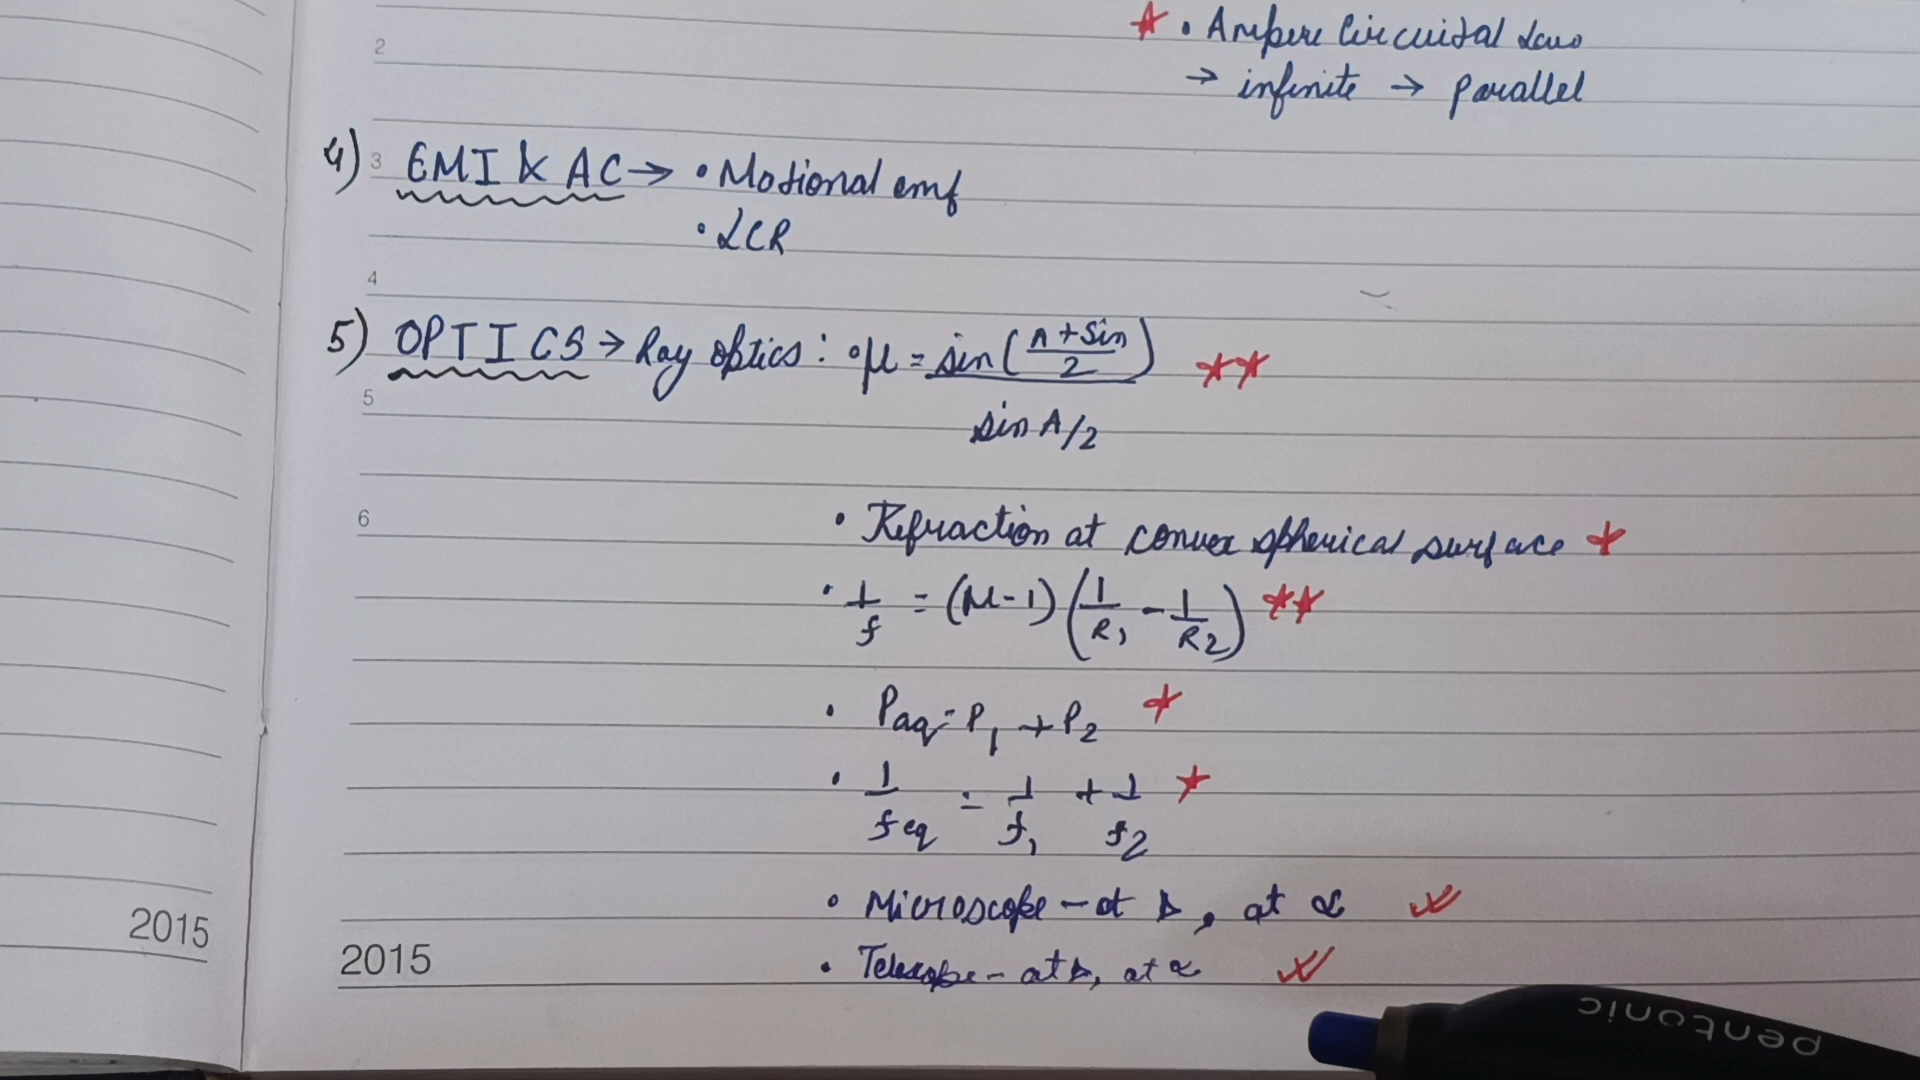 ★ • Ampere Circuital Law
2
→ infinite → parallel
4) 3 EMI & AC → • Motional emf
• LCR
4
5) OPTICS → Ray optics : • μ = sin(A+Sin/2) ★★
5
sin A/2
6
• Refraction at convex spherical surface ★
• 1/f = (μ-1)(1/R1 - 1/R2) ★★
• Paq = P1 + P2 ★
• 1/feq = 1/f1 + 1/f2 ★
• Microscope - at D, at ∝
2015
2015
• Telescope - at D, at ∝
pentonic